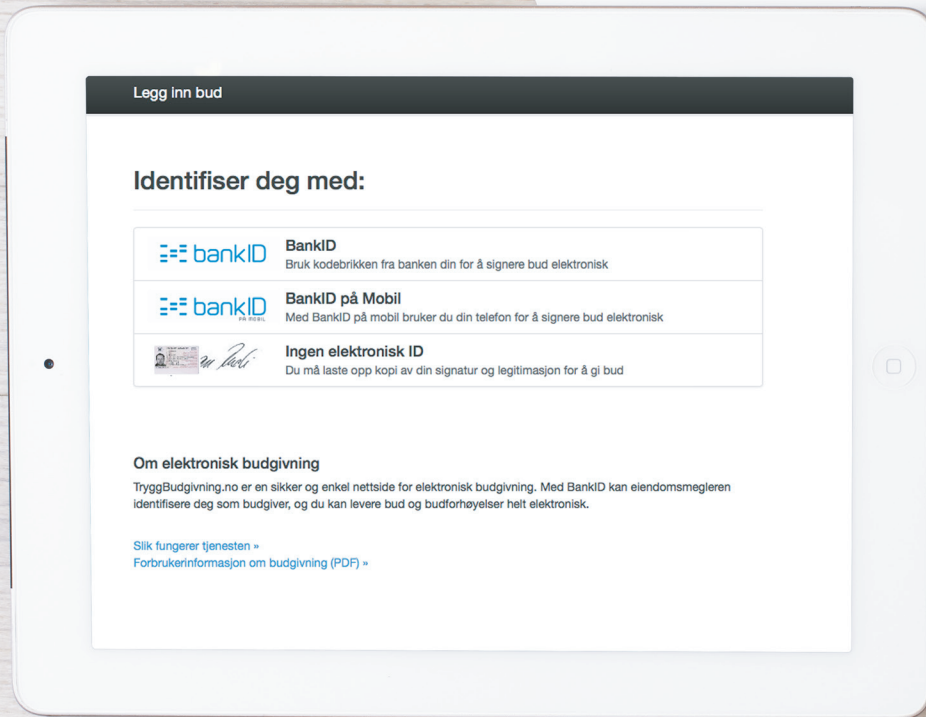 Legg inn bud
Identifiser deg med:
bankID
BankID
Bruk kodebrikken fra banken din for å signere bud elektronisk
bankID
PÅ MOBIL
BankID på Mobil
Med BankID på mobil bruker du din telefon for å signere bud elektronisk
Ingen elektronisk ID
Du må laste opp kopi av din signatur og legitimasjon for å gi bud
Om elektronisk budgivning
TryggBudgivning.no er en sikker og enkel nettside for elektronisk budgivning. Med BankID kan eiendomsmegleren
identifisere deg som budgiver, og du kan levere bud og budforhøyelser helt elektronisk.
Slik fungerer tjenesten »
Forbrukerinformasjon om budgivning (PDF) »